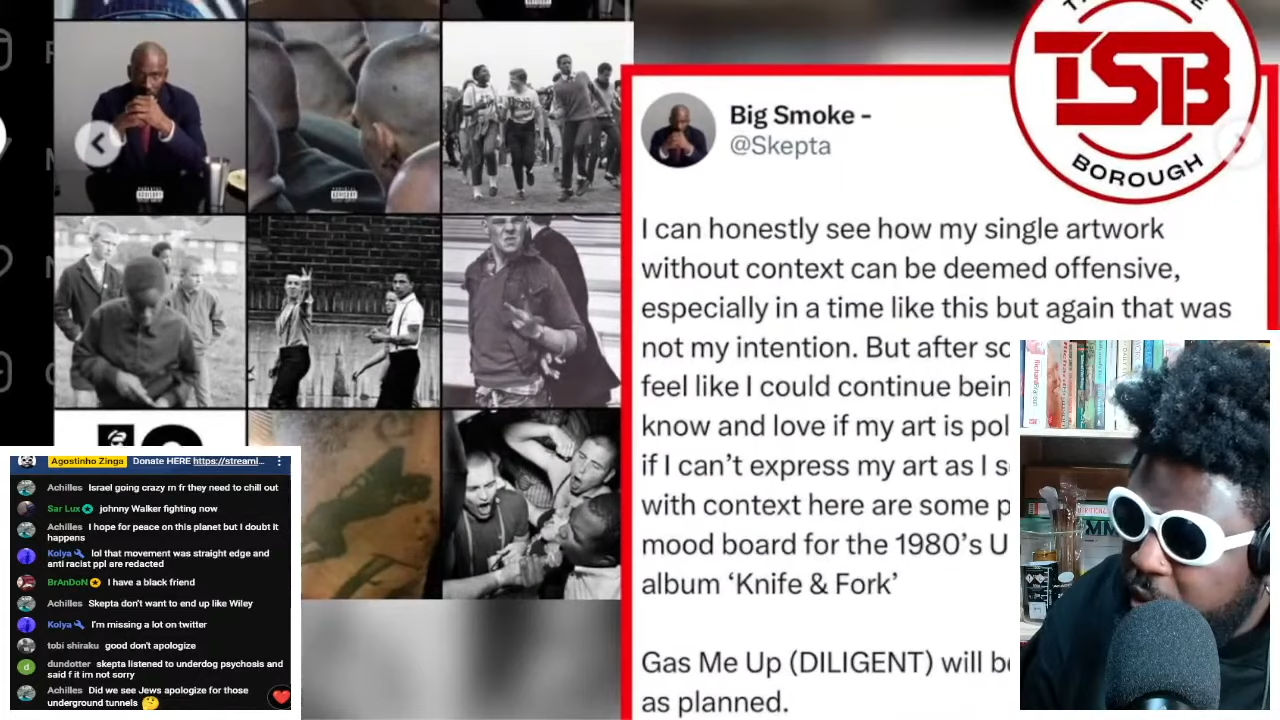 Big Smoke -
@Skepta
TSB
BOROUGH
I can honestly see how my single artwork
without context can be deemed offensive,
especially in a time like this but again that was
not my intention. But after
feel like I could continue
know and love if my art is
if I can't express my art as I
with context here are some
mood board for the 1980's
album 'Knife & Fork'
Gas Me Up (DILIGENT) will
as planned.
Agostinho Zinga Donate HERE https://streaml...
Achilles Israel going crazy rn fr they need to chill out
Sar Lux johnny Walker fighting now
Achilles I hope for peace on this planet but I doubt it
happens
Kolya lol that movement was straight edge and
anti racist ppl are redacted
BrAnDoN I have a black friend
Achilles Skepta don't want to end up like Wiley
Kolya I'm missing a lot on twitter
tobi shiraku good don't apologize
dundotter skepta listened to underdog psychosis and
said f it im not sorry
Achilles Did we see Jews apologize for those
underground tunnels